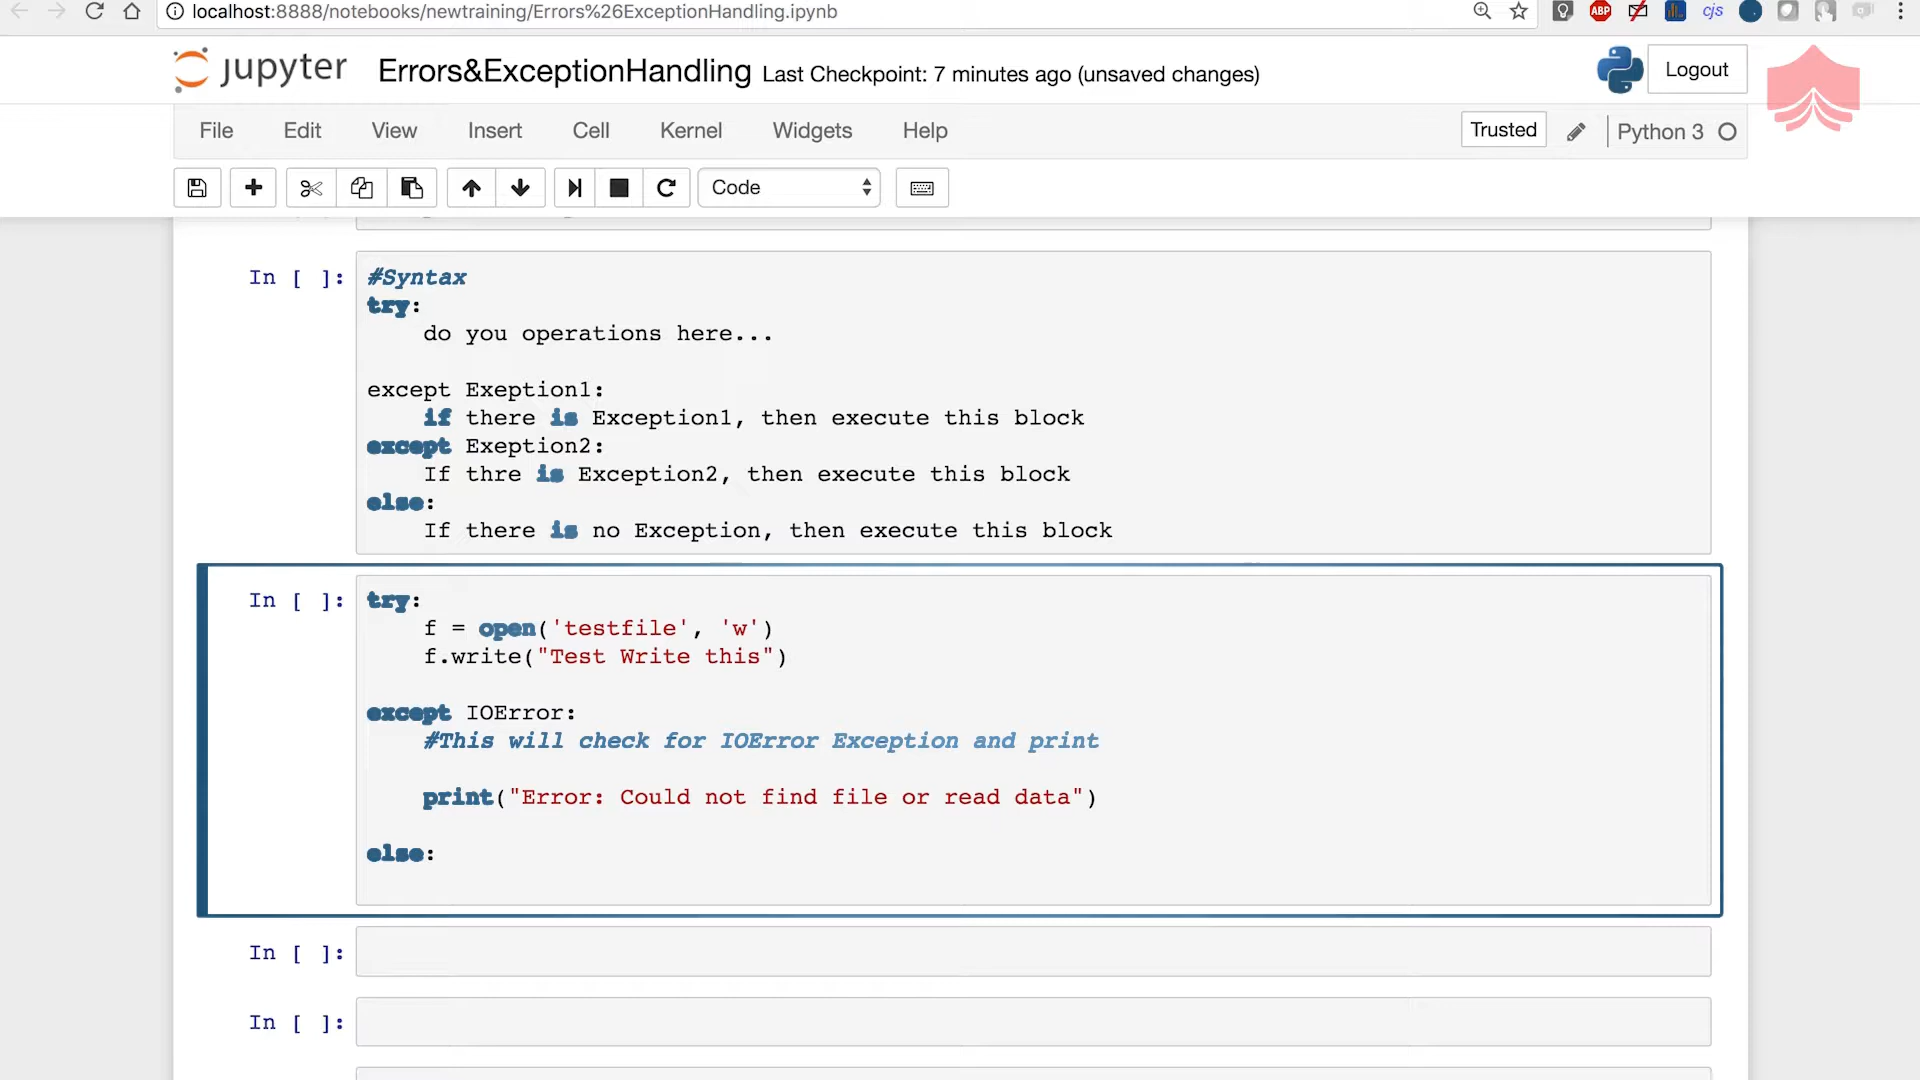 localhost:8888/notebooks/newtraining/Errors%26ExceptionHandling.ipynb
ABP
cjs
jupyter
Errors&ExceptionHandling Last Checkpoint: 7 minutes ago (unsaved changes)
Logout
File Edit View Insert Cell Kernel Widgets Help
Trusted
Python 3
Code
In [ ]:
#Syntax
try:
    do you operations here...
except Exeption1:
    if there is Exception1, then execute this block
except Exeption2:
    If thre is Exception2, then execute this block
else:
    If there is no Exception, then execute this block
In [ ]:
try:
    f = open('testfile', 'w')
    f.write("Test Write this")
except IOError:
    #This will check for IOError Exception and print
    print("Error: Could not find file or read data")
else:
In [ ]:
In [ ]: